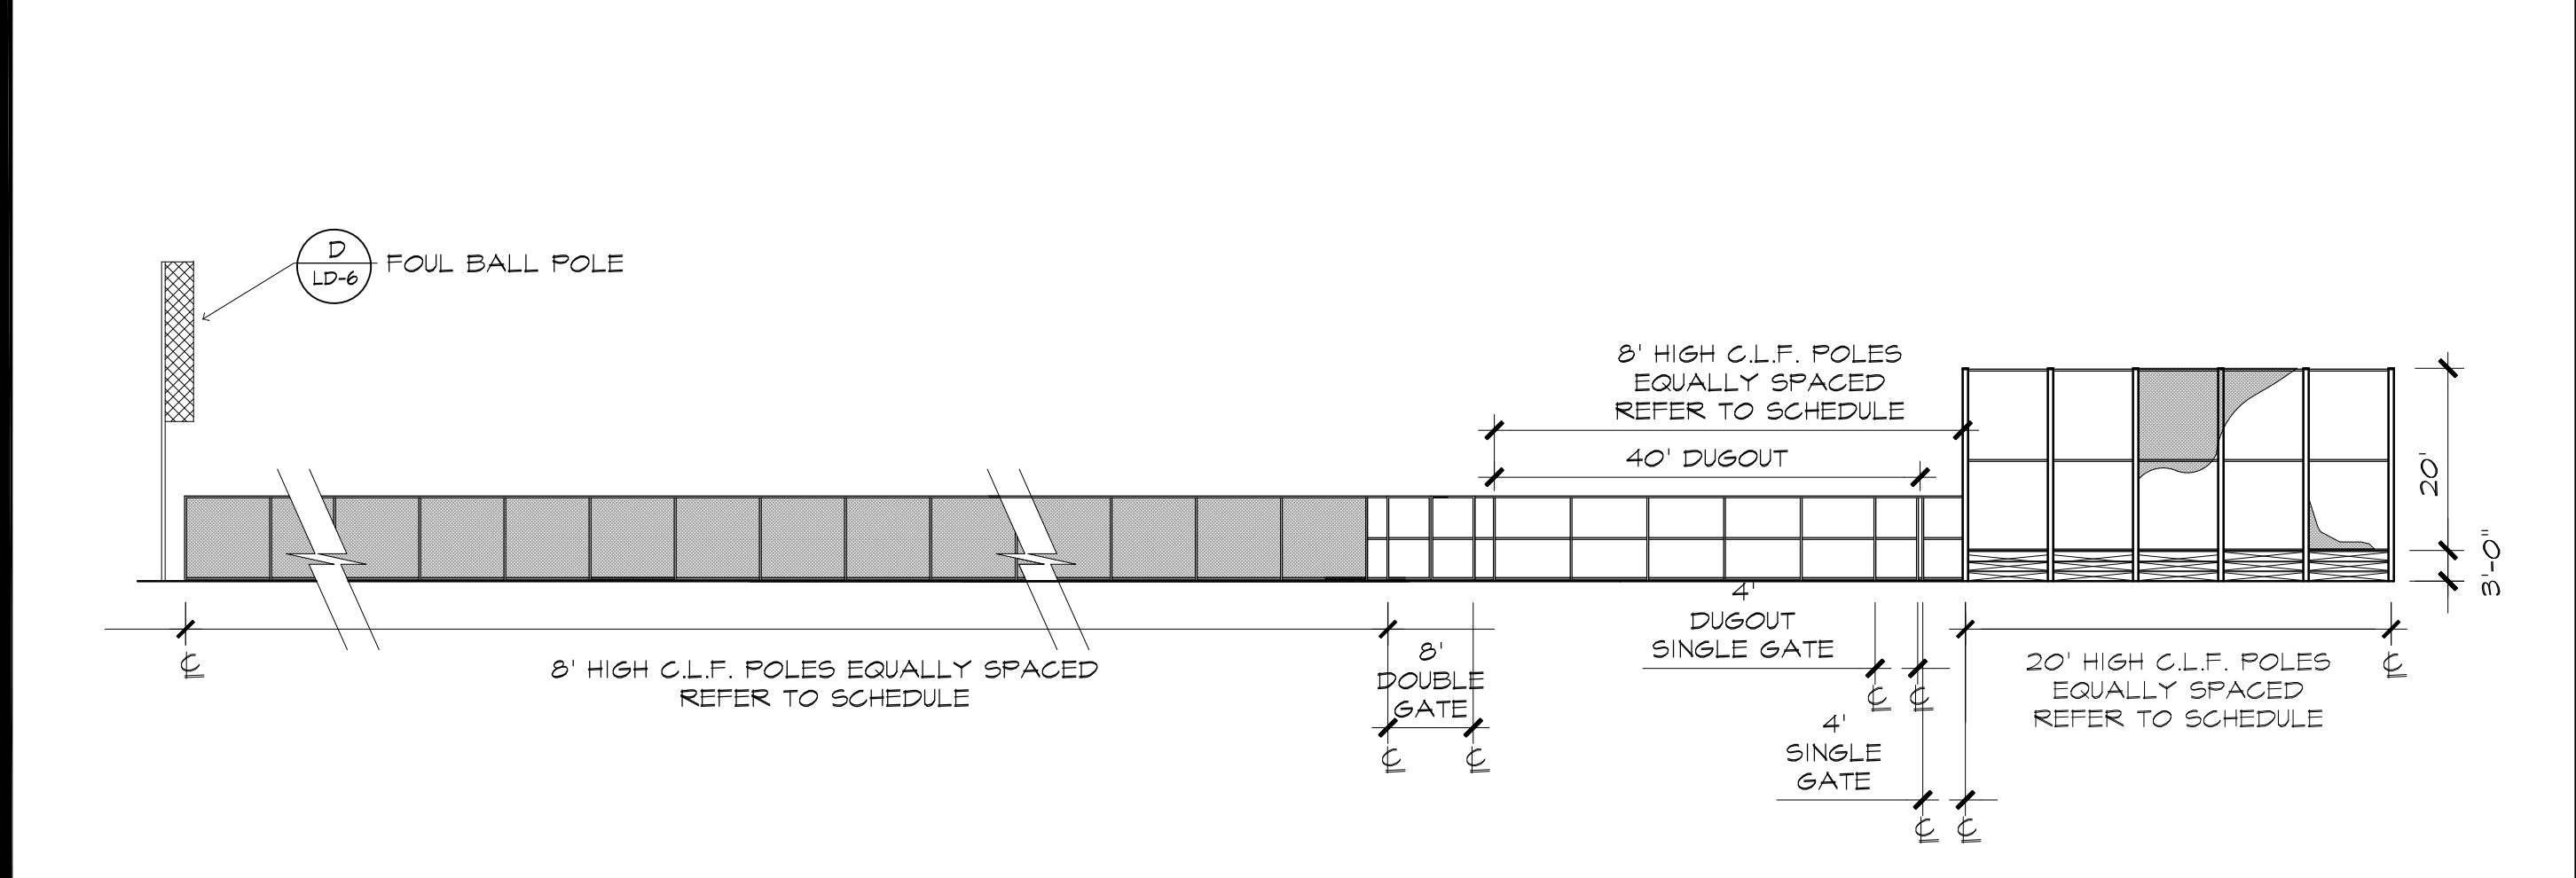 D
LD-6
FOUL BALL POLE
8' HIGH C.L.F. POLES
EQUALLY SPACED
REFER TO SCHEDULE
40' DUGOUT
20'
3'-0"
4'
DUGOUT
SINGLE GATE
℄
8' HIGH C.L.F. POLES EQUALLY SPACED
REFER TO SCHEDULE
8'
DOUBLE
GATE
℄ ℄
℄ ℄
4'
SINGLE
GATE
℄ ℄
20' HIGH C.L.F. POLES
EQUALLY SPACED
REFER TO SCHEDULE
℄